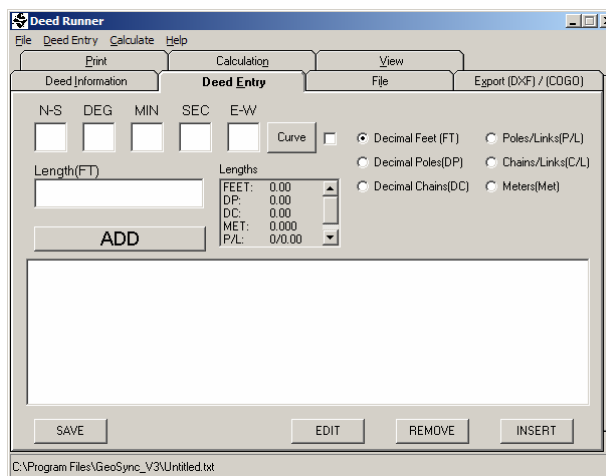 Deed Runner
File Deed Entry Calculate Help
Print Calculation View
Deed Information Deed Entry File Export (DXF) / (COGO)
N-S DEG MIN SEC E-W
Curve
Decimal Feet (FT) Poles/Links(P/L)
Decimal Poles(DP) Chains/Links(C/L)
Decimal Chains(DC) Meters(Met)
Length(FT) Lengths
FEET: 0.00
DP: 0.00
DC: 0.00
MET: 0.000
P/L: 0/0.00
ADD
SAVE EDIT REMOVE INSERT
C:\Program Files\GeoSync_V3\Untitled.txt